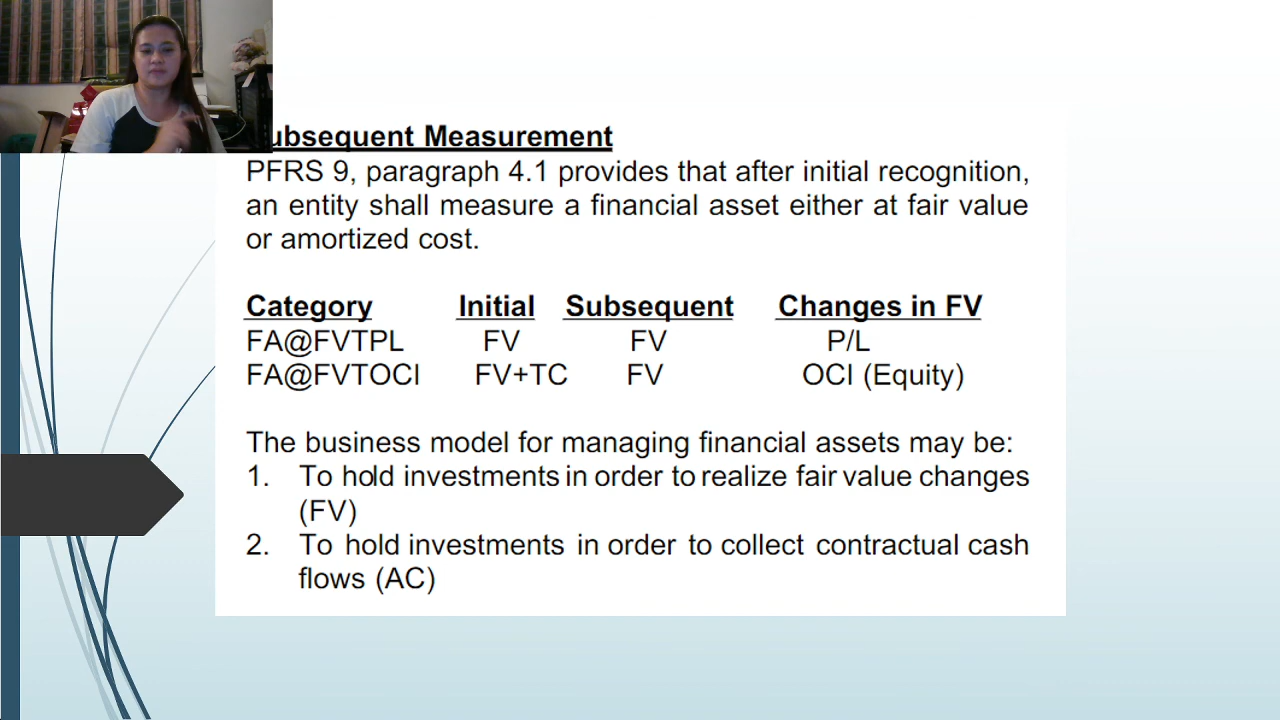 ubsequent Measurement
PFRS 9, paragraph 4.1 provides that after initial recognition,
an entity shall measure a financial asset either at fair value
or amortized cost.
Category Initial Subsequent Changes in FV
FA@FVTPL FV FV P/L
FA@FVTOCI FV+TC FV OCI (Equity)
The business model for managing financial assets may be:
1. To hold investments in order to realize fair value changes
(FV)
2. To hold investments in order to collect contractual cash
flows (AC)